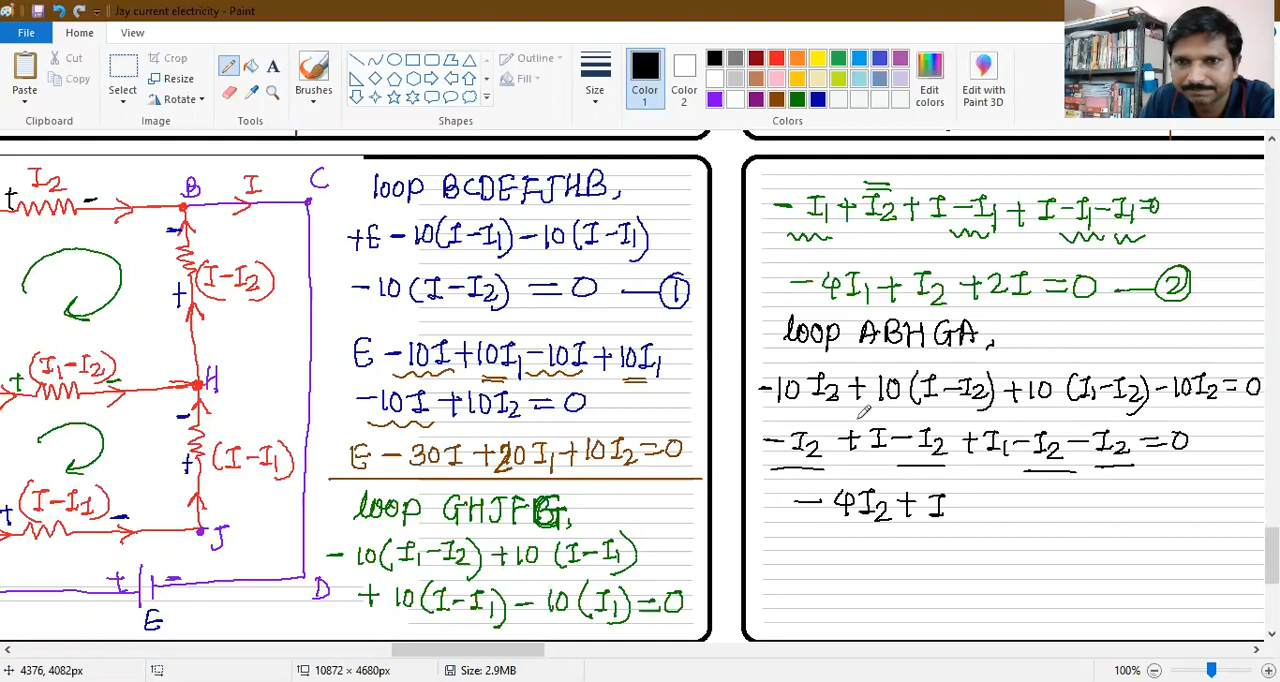 Jay current electricity - Paint
File Home View
Paste Cut Copy Clipboard
Select Crop Resize Rotate Image
Tools
Brushes
Outline Fill Shapes
Size
Color 1 Color 2 Edit colors Edit with Paint 3D Colors
+ I2 - B I C
(I-I2)
+
(I1-I2)
+ - H
-
+ (I-I1)
(I-I1)
+ - J
+ - D
E
loop BCDEFJHB,
+E -10(I-I1) -10(I-I1)
-10(I-I2) = 0 —①
E -10I+10I1-10I+10I1
-10I+10I2=0
E -30I+20I1+10I2=0
loop GHJFG,
-10(I1-I2)+10(I-I1)
+10(I-I1)-10(I1)=0
-I1+I2+I-I1+I-I1-I1=0
-4I1+I2+2I=0 —②
loop ABHGA,
-10I2+10(I-I2)+10(I1-I2)-10I2=0
-I2+I-I2+I1-I2-I2=0
-4I2+I
4376, 4082px 10872 × 4680px Size: 2.9MB 100%